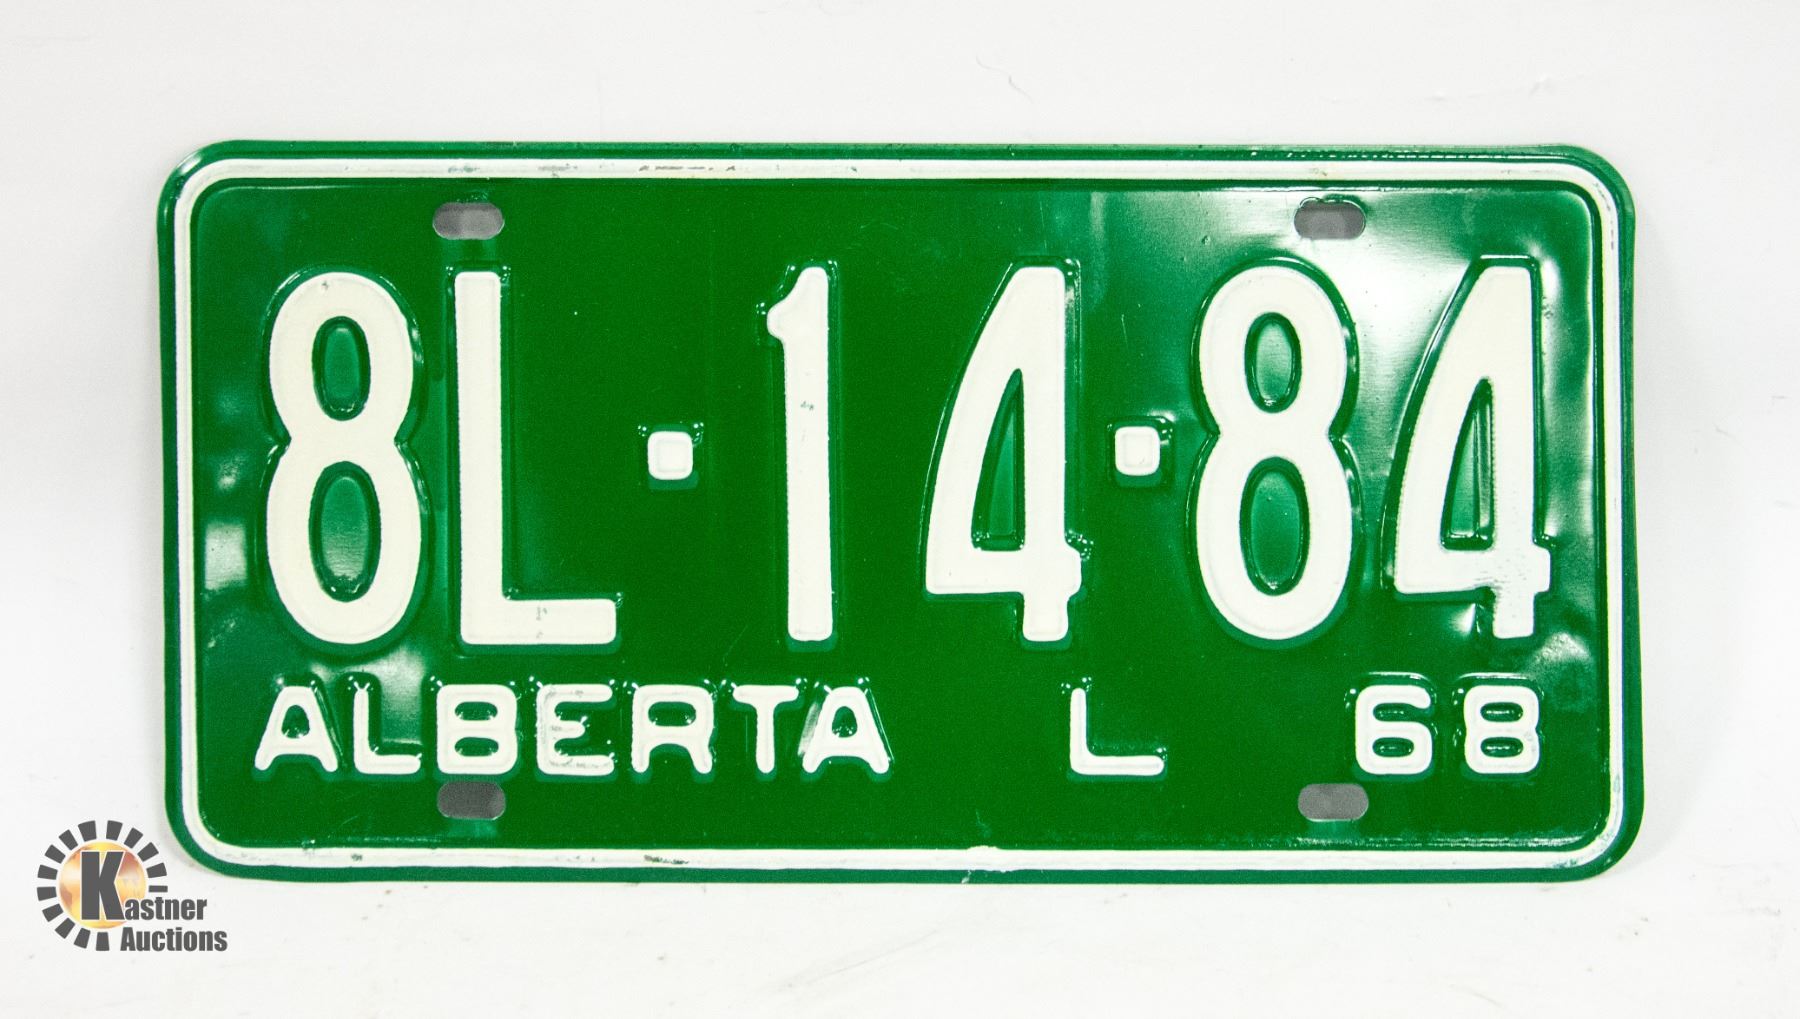 8L·14·84
ALBERTA L 68
Kastner
Auctions